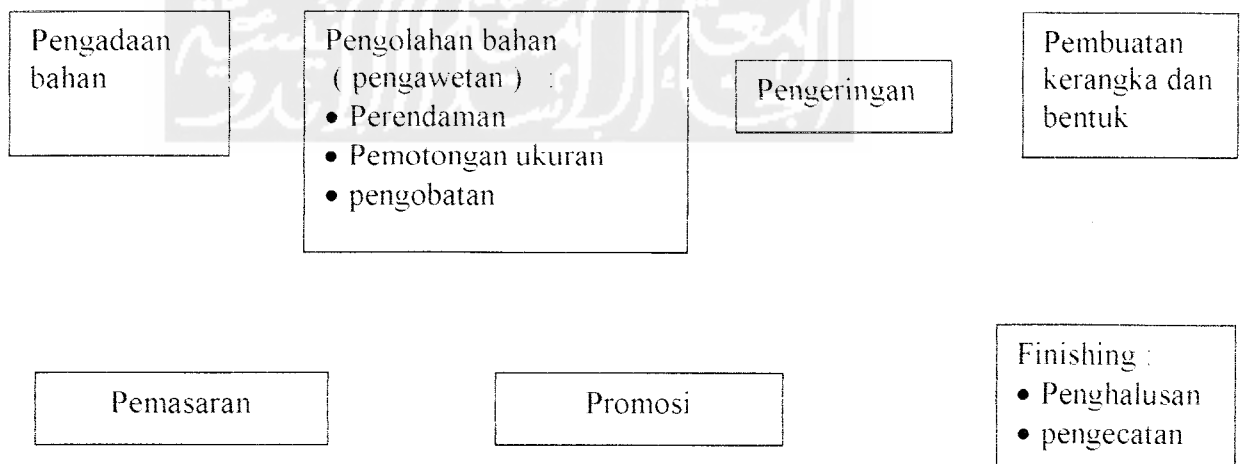 Pengadaan
bahan
Pengolahan bahan
( pengawetan ) :
• Perendaman
• Pemotongan ukuran
• pengobatan
Pengeringan
Pembuatan
kerangka dan
bentuk
Finishing :
• Penghalusan
• pengecatan
Promosi
Pemasaran